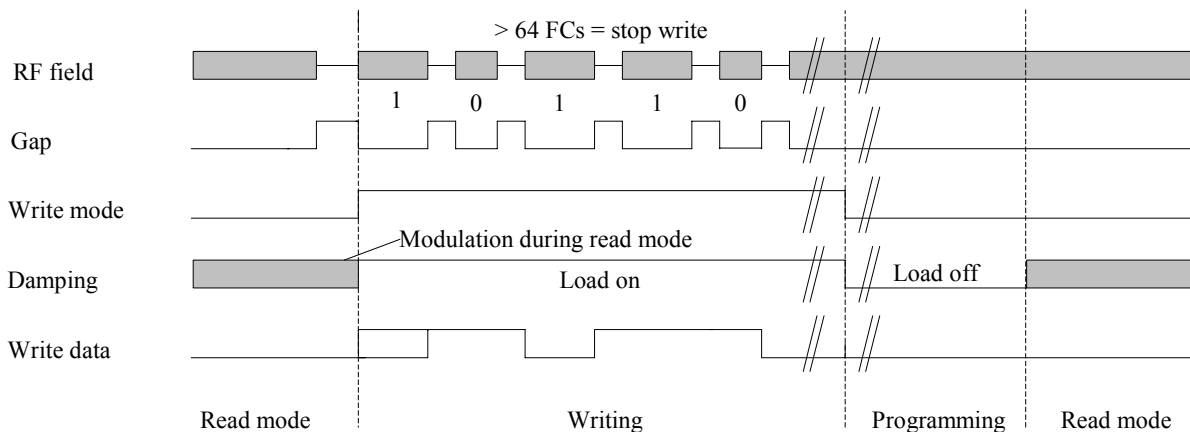 > 64 FCs = stop write
RF field
1 0 1 1 0
Gap
Write mode
Modulation during read mode
Damping
Load on
Load off
Write data
Read mode
Writing
Programming
Read mode